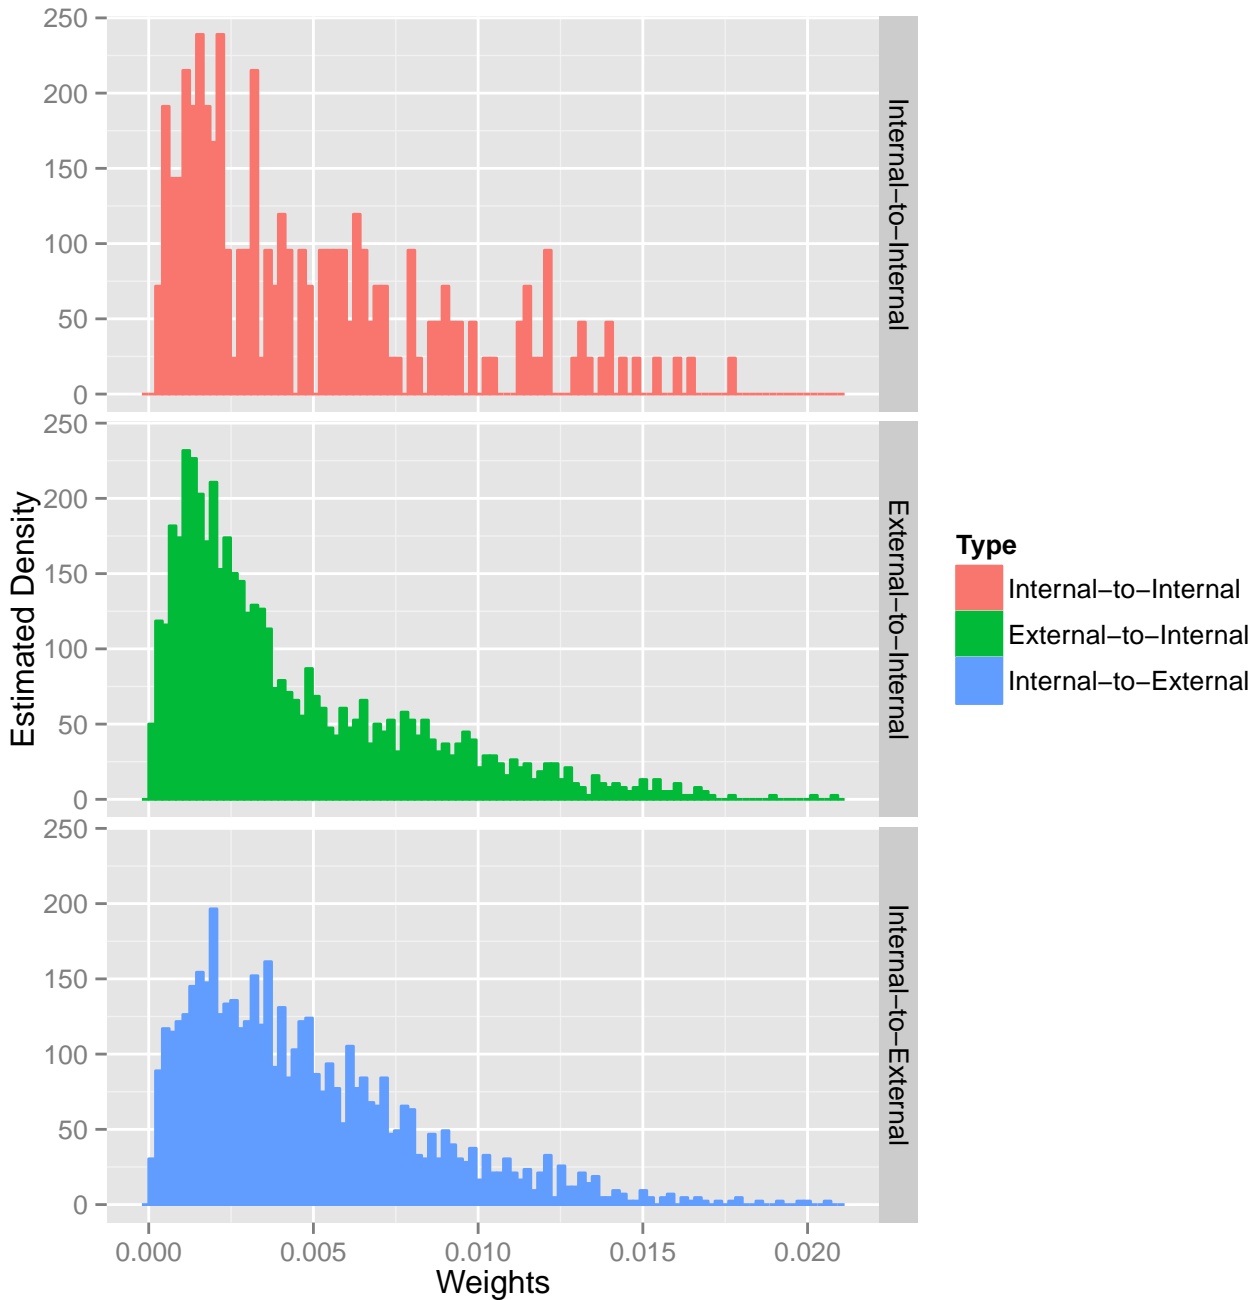 250
200
150
100
50
0
Internal−to−Internal
250
200
150
100
50
0
External−to−Internal
250
200
150
100
50
0
Internal−to−External
Estimated Density
0.000 0.005 0.010 0.015 0.020
Weights
Type
Internal−to−Internal
External−to−Internal
Internal−to−External